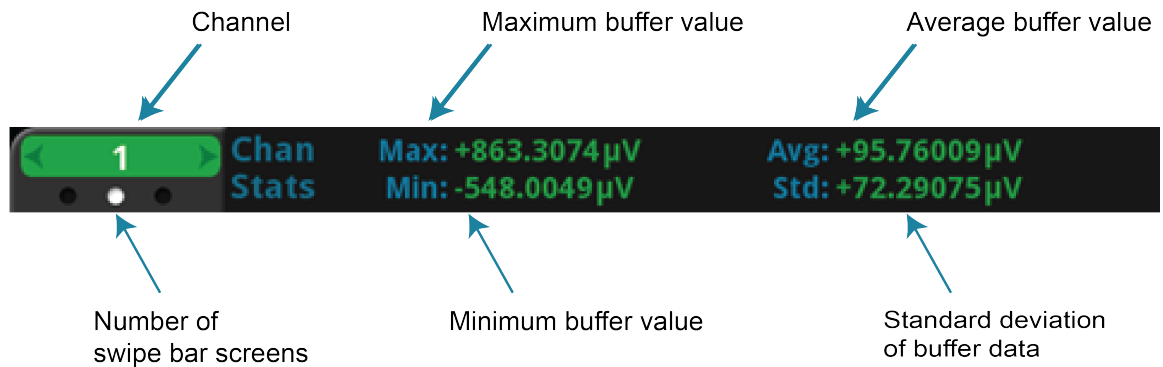 Channel
Maximum buffer value
Average buffer value
1
Chan
Stats
Max: +863.3074µV
Min: -548.0049µV
Avg: +95.76009µV
Std: +72.29075µV
Number of
swipe bar screens
Minimum buffer value
Standard deviation
of buffer data